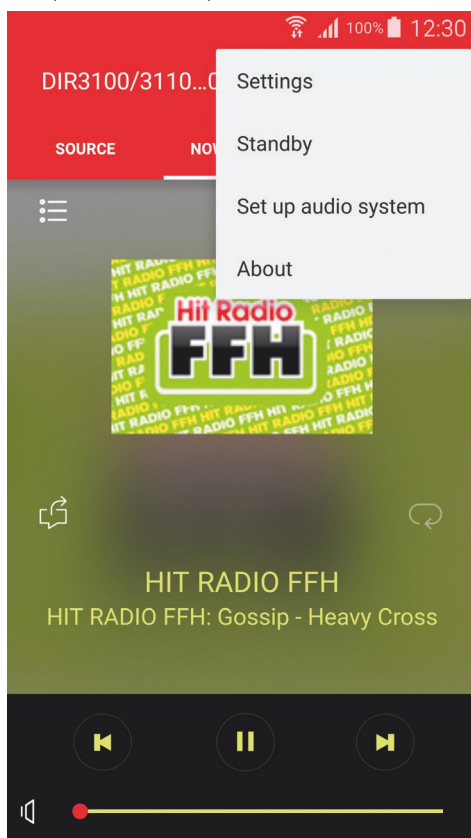 100% 12:30
DIR3100/3110...0
Settings
SOURCE
NO
Standby
Set up audio system
About
Hit Radio
FFH
HIT RADIO FFH
HIT RADIO FFH: Gossip - Heavy Cross